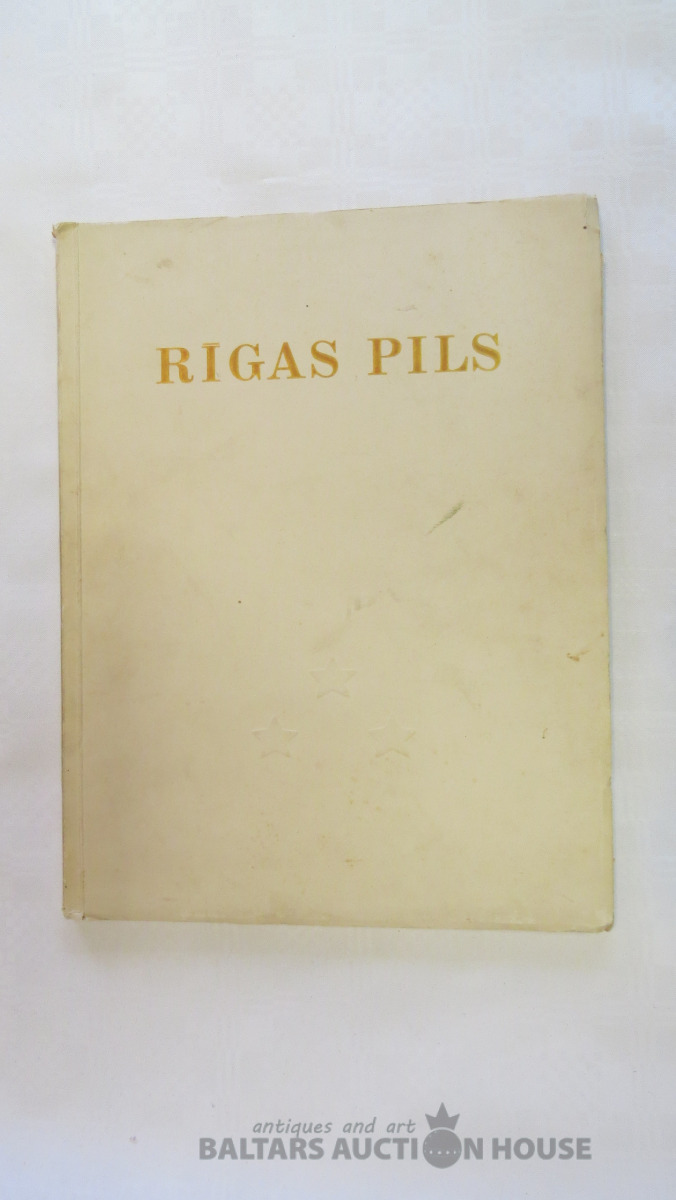 RĪGAS PILS
antiques and art
BALTARS AUCTION HOUSE